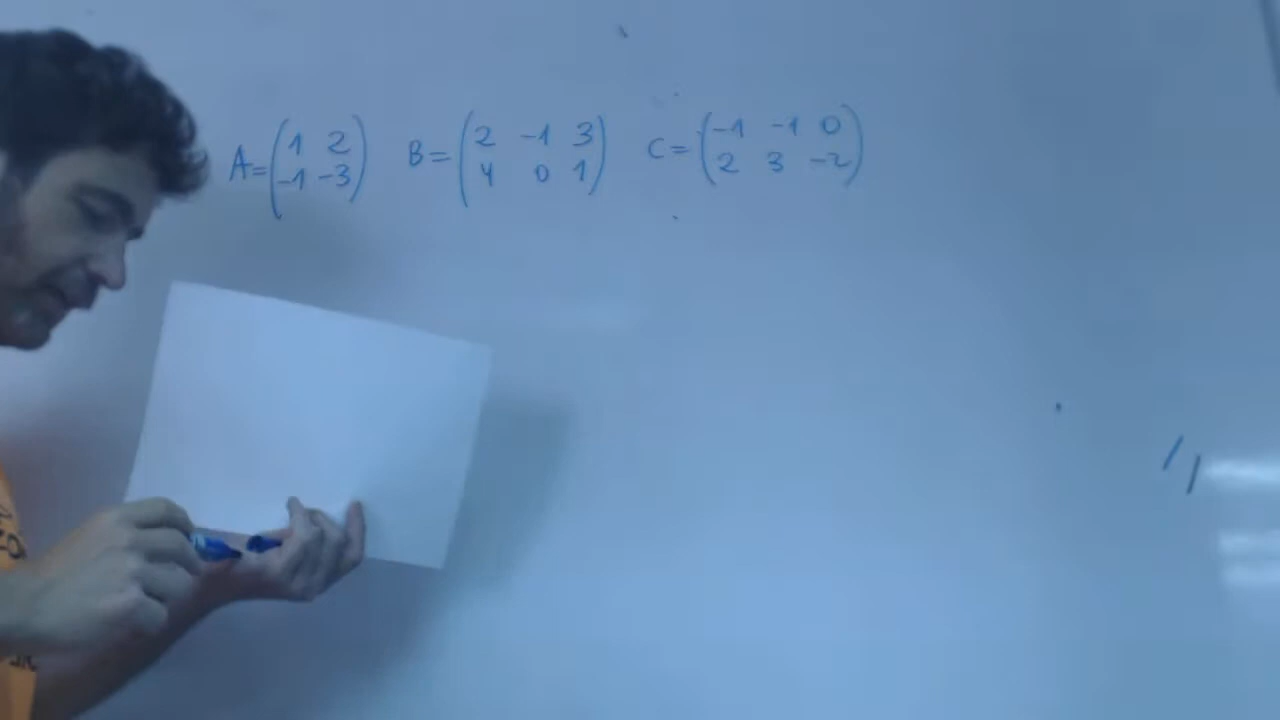 A = ( 1 2 ) B = ( 2 -1 3 ) C = ( -1 -1 0 )
( -1 -3 ) ( 4 0 1 ) ( 2 3 -2 )